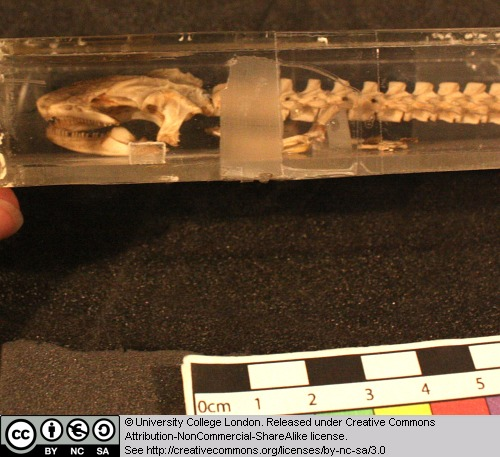 0cm 1 2 3 4 5
© University College London. Released under Creative Commons
Attribution-NonCommercial-ShareAlike license.
See http://creativecommons.org/licenses/by-nc-sa/3.0
cc BY NC SA